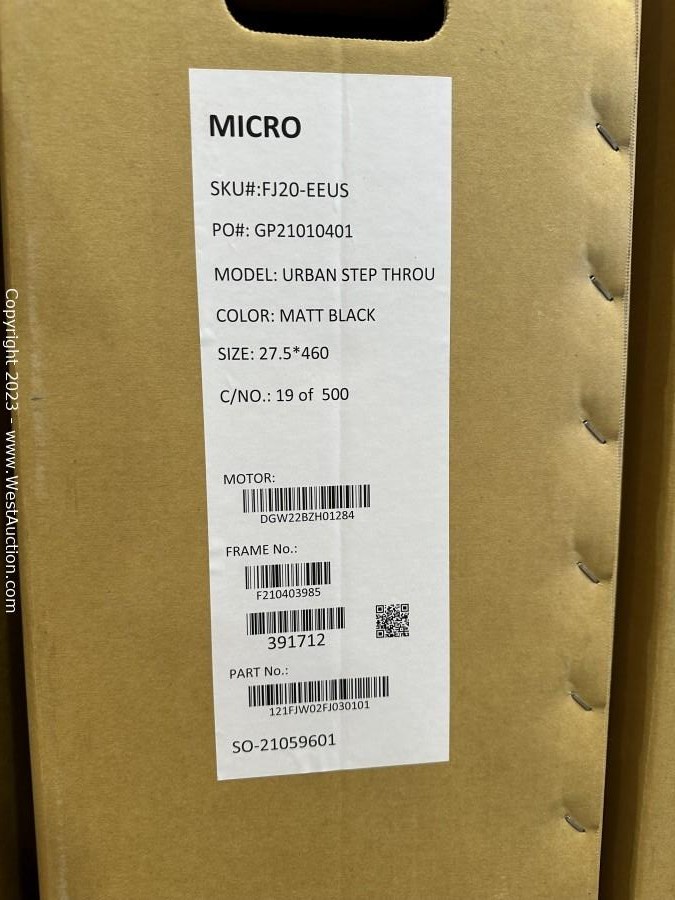 MICRO
SKU#:FJ20-EEUS
PO#: GP21010401
MODEL: URBAN STEP THROU
COLOR: MATT BLACK
SIZE: 27.5*460
C/NO.: 19 of 500
MOTOR:
DGW22BZH01284
FRAME No.:
F210403985
391712
PART No.:
121FJW02FJ030101
SO-21059601
Copyright 2023 - www.WestAuction.com